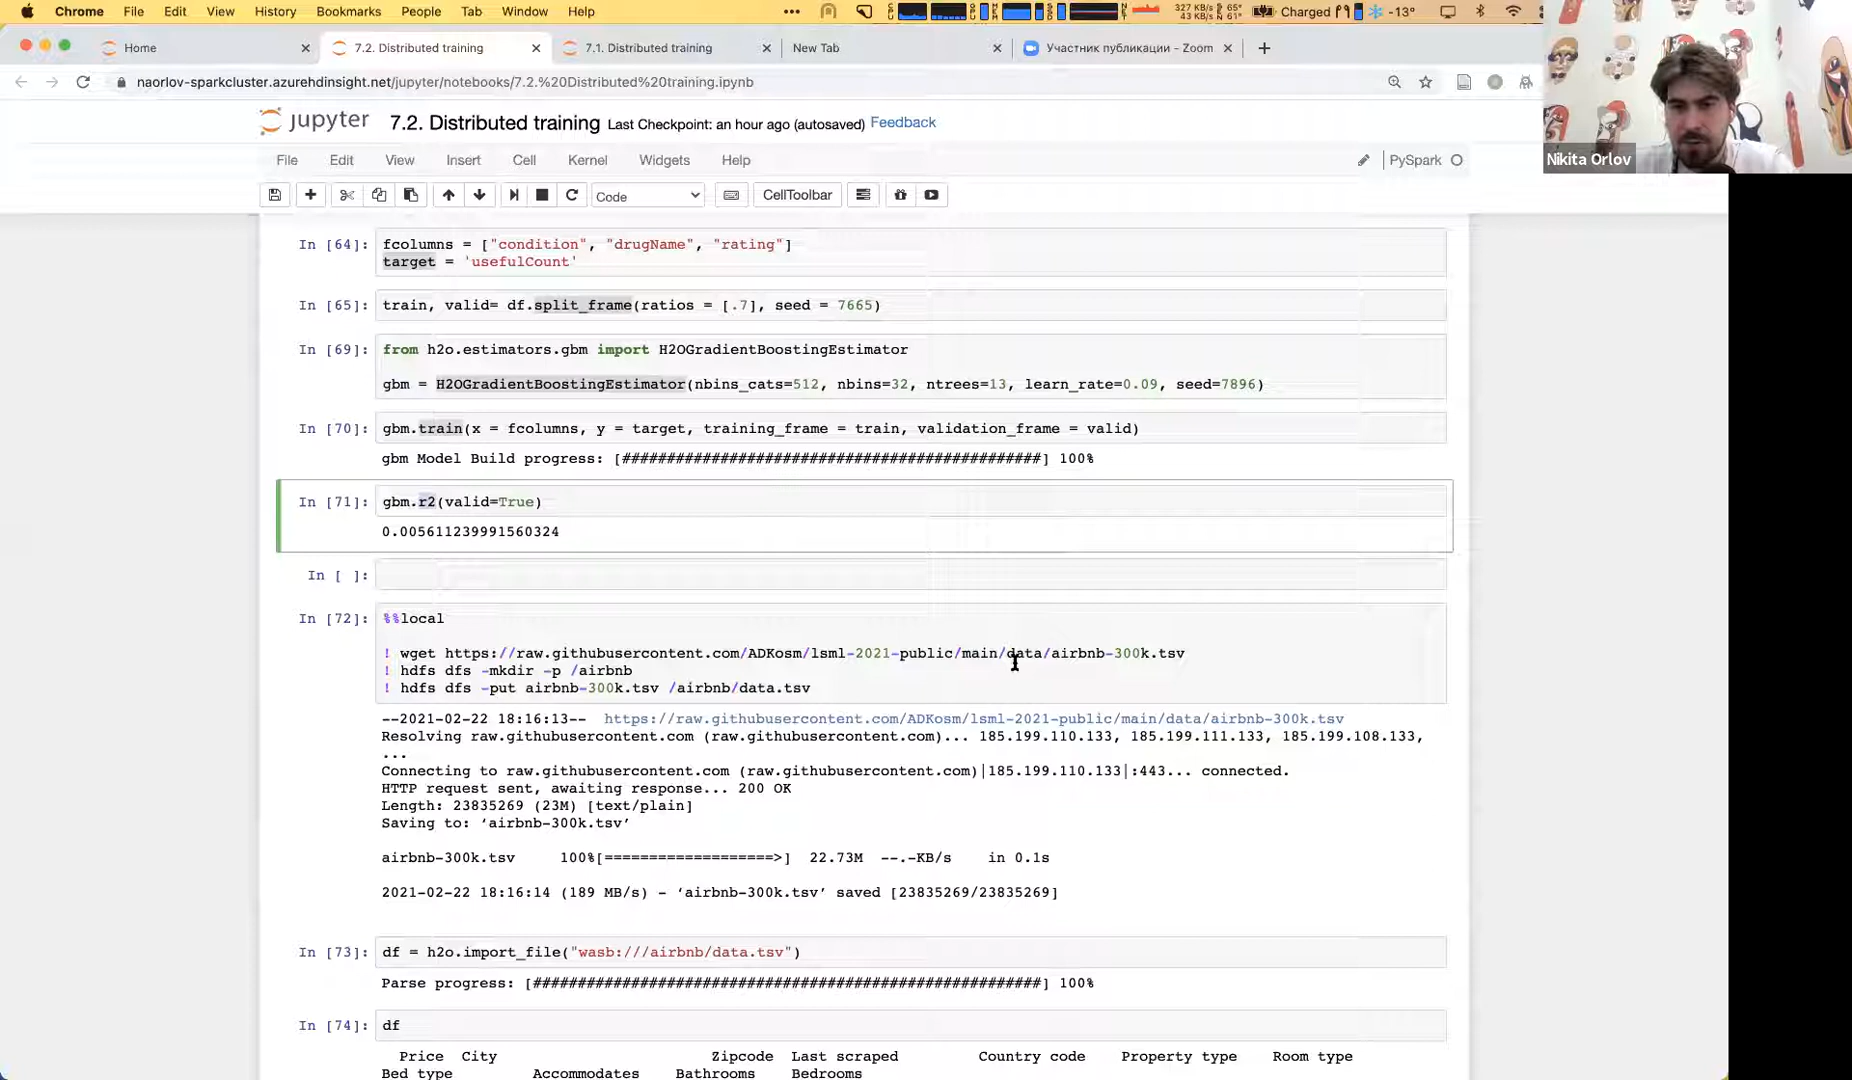 Chrome File Edit View History Bookmarks People Tab Window Help ••• 327 KB/s 65° Charged -13°
43 KB/s 61°
Home 7.2. Distributed training 7.1. Distributed training New Tab Участник публикации - Zoom
naorlov-sparkcluster.azurehdinsight.net/jupyter/notebooks/7.2.%20Distributed%20training.ipynb
jupyter 7.2. Distributed training Last Checkpoint: an hour ago (autosaved) Feedback
Nikita Orlov
File Edit View Insert Cell Kernel Widgets Help PySpark
Code CellToolbar
In [64]: fcolumns = ["condition", "drugName", "rating"]
target = 'usefulCount'
In [65]: train, valid= df.split_frame(ratios = [.7], seed = 7665)
In [69]: from h2o.estimators.gbm import H2OGradientBoostingEstimator
gbm = H2OGradientBoostingEstimator(nbins_cats=512, nbins=32, ntrees=13, learn_rate=0.09, seed=7896)
In [70]: gbm.train(x = fcolumns, y = target, training_frame = train, validation_frame = valid)
gbm Model Build progress: [###############################################] 100%
In [71]: gbm.r2(valid=True)
0.005611239991560324
In [ ]:
In [72]: %%local
! wget https://raw.githubusercontent.com/ADKosm/lsml-2021-public/main/data/airbnb-300k.tsv
! hdfs dfs -mkdir -p /airbnb
! hdfs dfs -put airbnb-300k.tsv /airbnb/data.tsv
--2021-02-22 18:16:13-- https://raw.githubusercontent.com/ADKosm/lsml-2021-public/main/data/airbnb-300k.tsv
Resolving raw.githubusercontent.com (raw.githubusercontent.com)... 185.199.110.133, 185.199.111.133, 185.199.108.133,
...
Connecting to raw.githubusercontent.com (raw.githubusercontent.com)|185.199.110.133|:443... connected.
HTTP request sent, awaiting response... 200 OK
Length: 23835269 (23M) [text/plain]
Saving to: ‘airbnb-300k.tsv’
airbnb-300k.tsv 100%[===================>] 22.73M --.-KB/s in 0.1s
2021-02-22 18:16:14 (189 MB/s) - ‘airbnb-300k.tsv’ saved [23835269/23835269]
In [73]: df = h2o.import_file("wasb:///airbnb/data.tsv")
Parse progress: [#########################################################] 100%
In [74]: df
Price City Zipcode Last scraped Country code Property type Room type
Bed type Accommodates Bathrooms Bedrooms